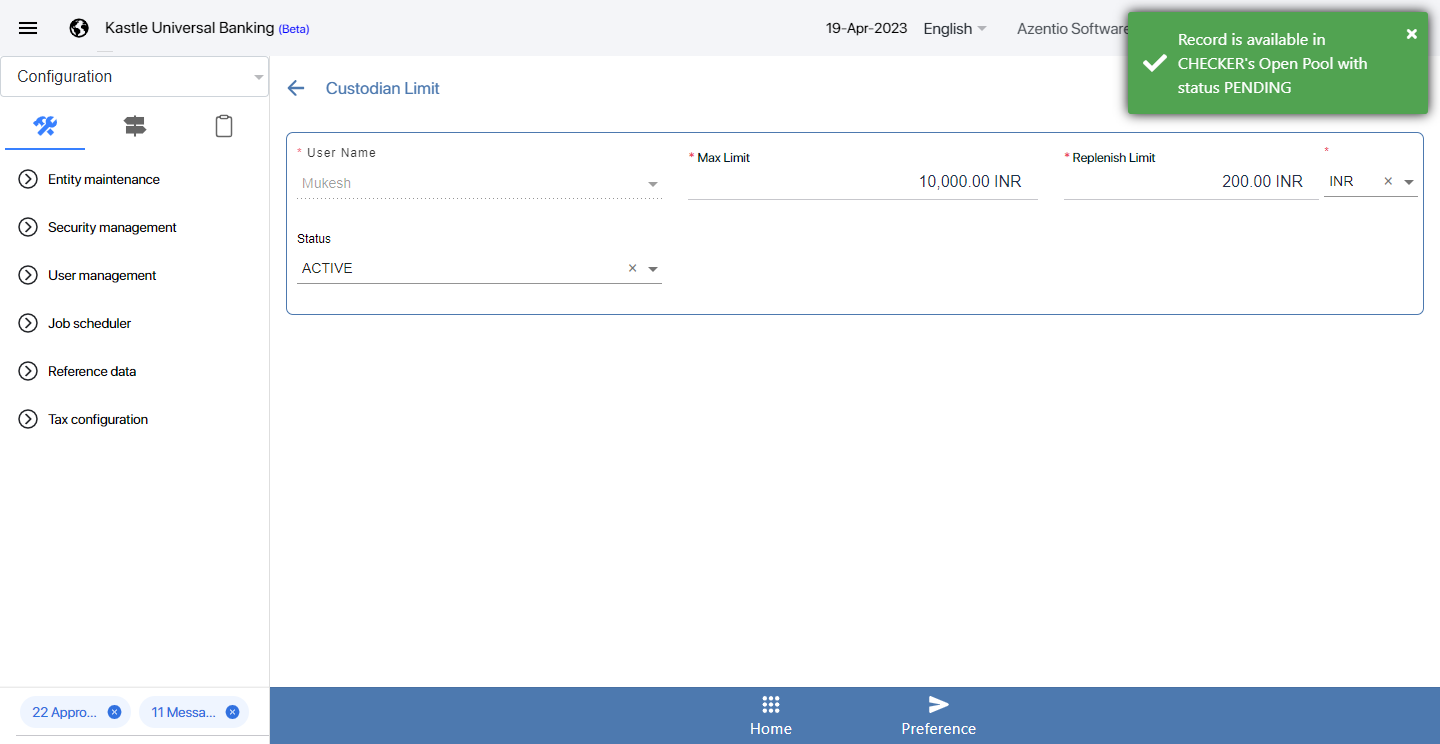 Kastle Universal Banking (Beta)
19-Apr-2023
English
Azentio Software
Record is available in
CHECKER's Open Pool with
status PENDING
Configuration
Custodian Limit
Entity maintenance
Security management
User management
Job scheduler
Reference data
Tax configuration
* User Name
Mukesh
* Max Limit
10,000.00 INR
* Replenish Limit
200.00 INR
*
INR
Status
ACTIVE
22 Appro...
11 Messa...
Home
Preference